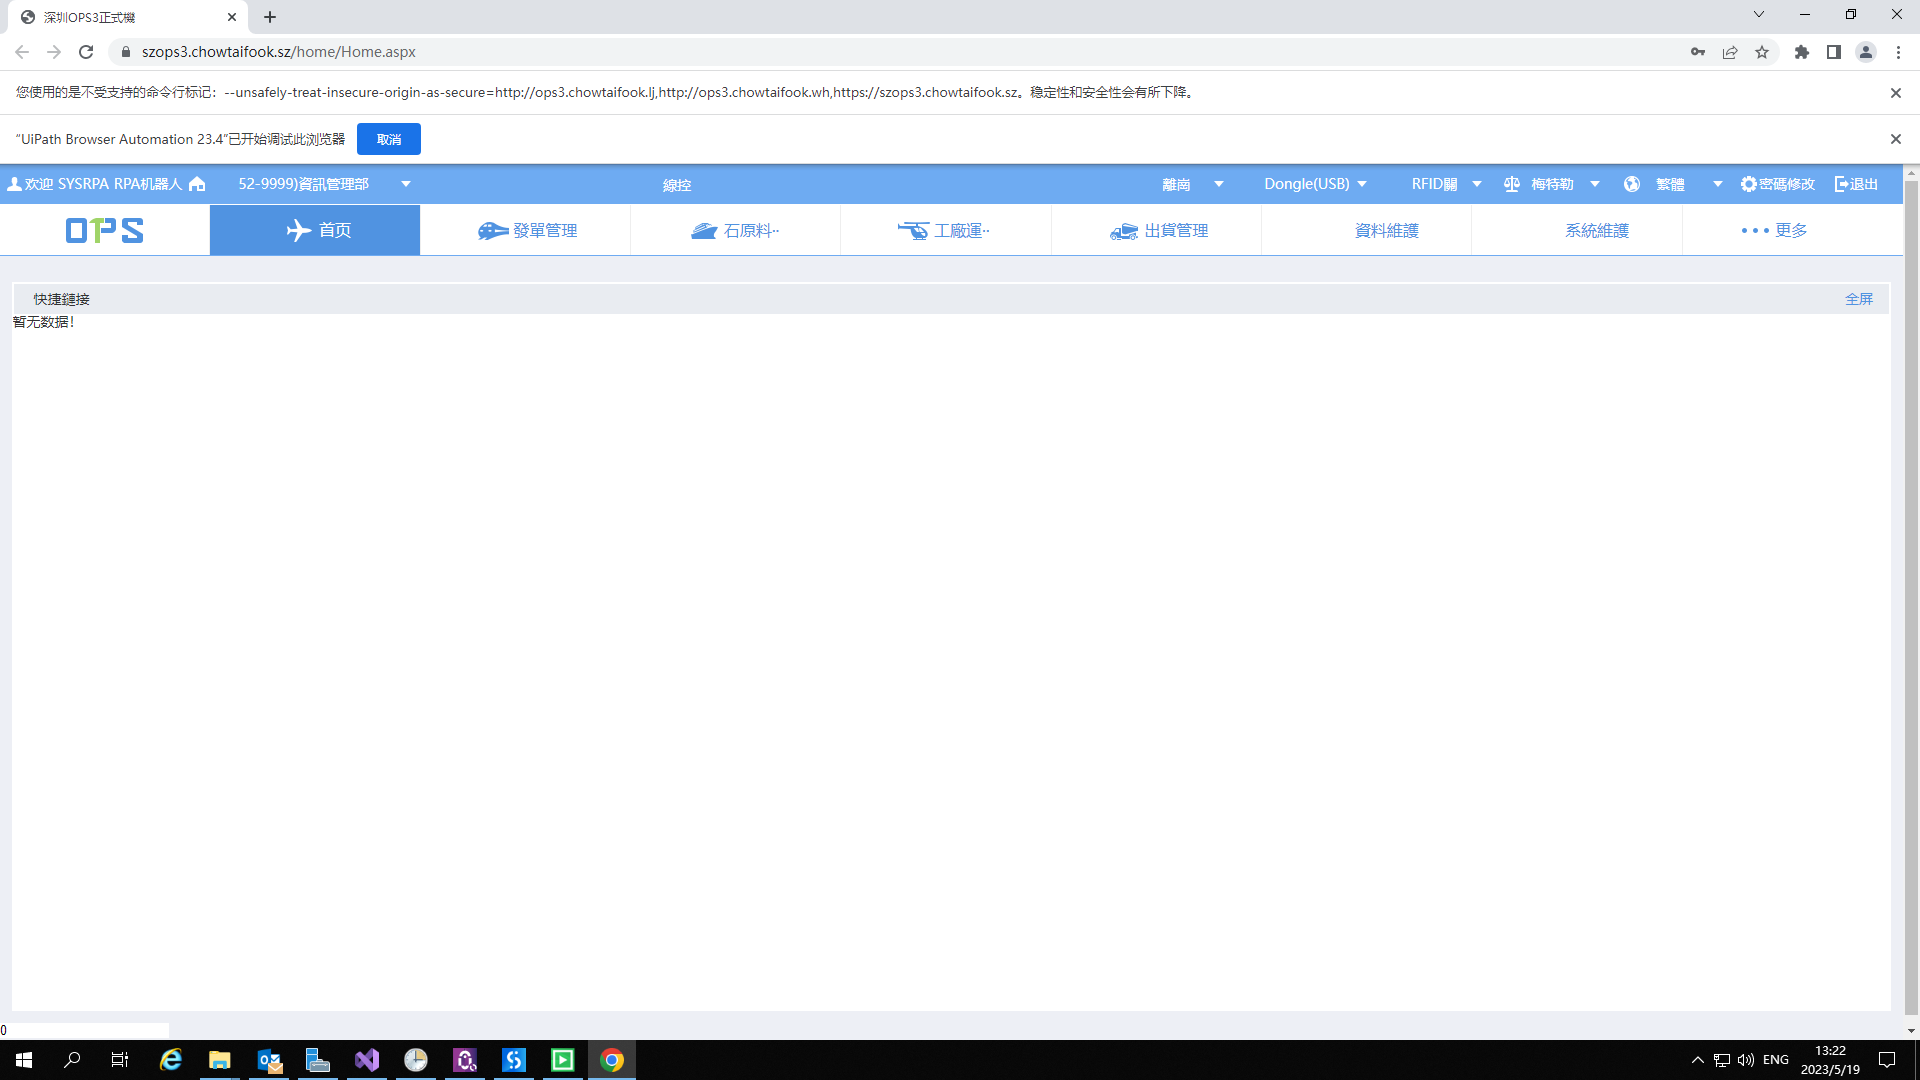 深圳OPS3正式機
szops3.chowtaifook.sz/home/Home.aspx
您使用的是不受支持的命令行标记：--unsafely-treat-insecure-origin-as-secure=http://ops3.chowtaifook.lj,http://ops3.chowtaifook.wh,https://szops3.chowtaifook.sz。稳定性和安全性会有所下降。
“UiPath Browser Automation 23.4”已开始调试此浏览器 取消
欢迎 SYSRPA RPA机器人 52-9999)資訊管理部 線控 離崗 Dongle(USB) RFID關 梅特勒 繁體 密碼修改 退出
OPS 首页 發單管理 石原料·· 工廠運·· 出貨管理 資料維護 系統維護 更多
快捷鏈接 全屏
暂无数据！
0
ENG 13:22
2023/5/19